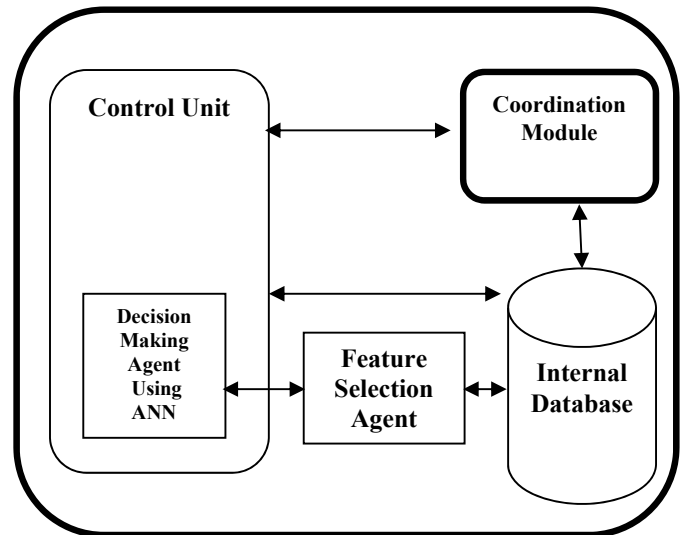 Control Unit
Coordination
Module
Decision
Making
Agent
Using
ANN
Feature
Selection
Agent
Internal
Database